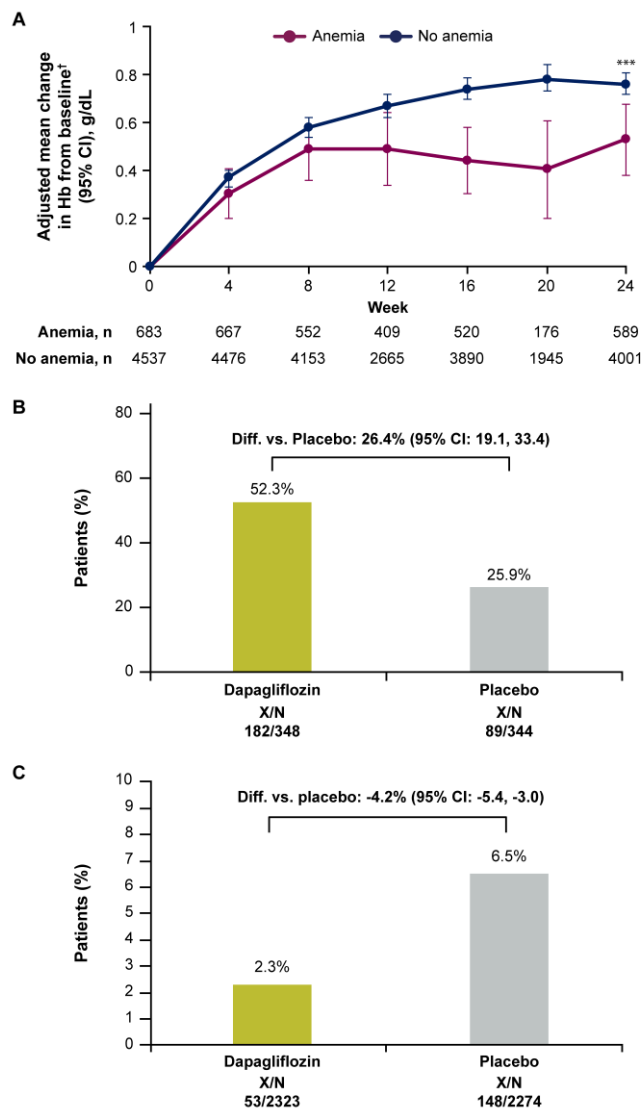 A
Anemia No anemia
Adjusted mean change
in Hb from baseline†
(95% CI), g/dL
1
0.8
0.6
0.4
0.2
0
***
0 4 8 12 16 20 24
Week
Anemia, n 683 667 552 409 520 176 589
No anemia, n 4537 4476 4153 2665 3890 1945 4001
B
Patients (%)
80
60
40
20
0
Diff. vs. Placebo: 26.4% (95% CI: 19.1, 33.4)
52.3%
25.9%
Dapagliflozin Placebo
X/N X/N
182/348 89/344
C
Patients (%)
10
9
8
7
6
5
4
3
2
1
0
Diff. vs. placebo: -4.2% (95% CI: -5.4, -3.0)
6.5%
2.3%
Dapagliflozin Placebo
X/N X/N
53/2323 148/2274